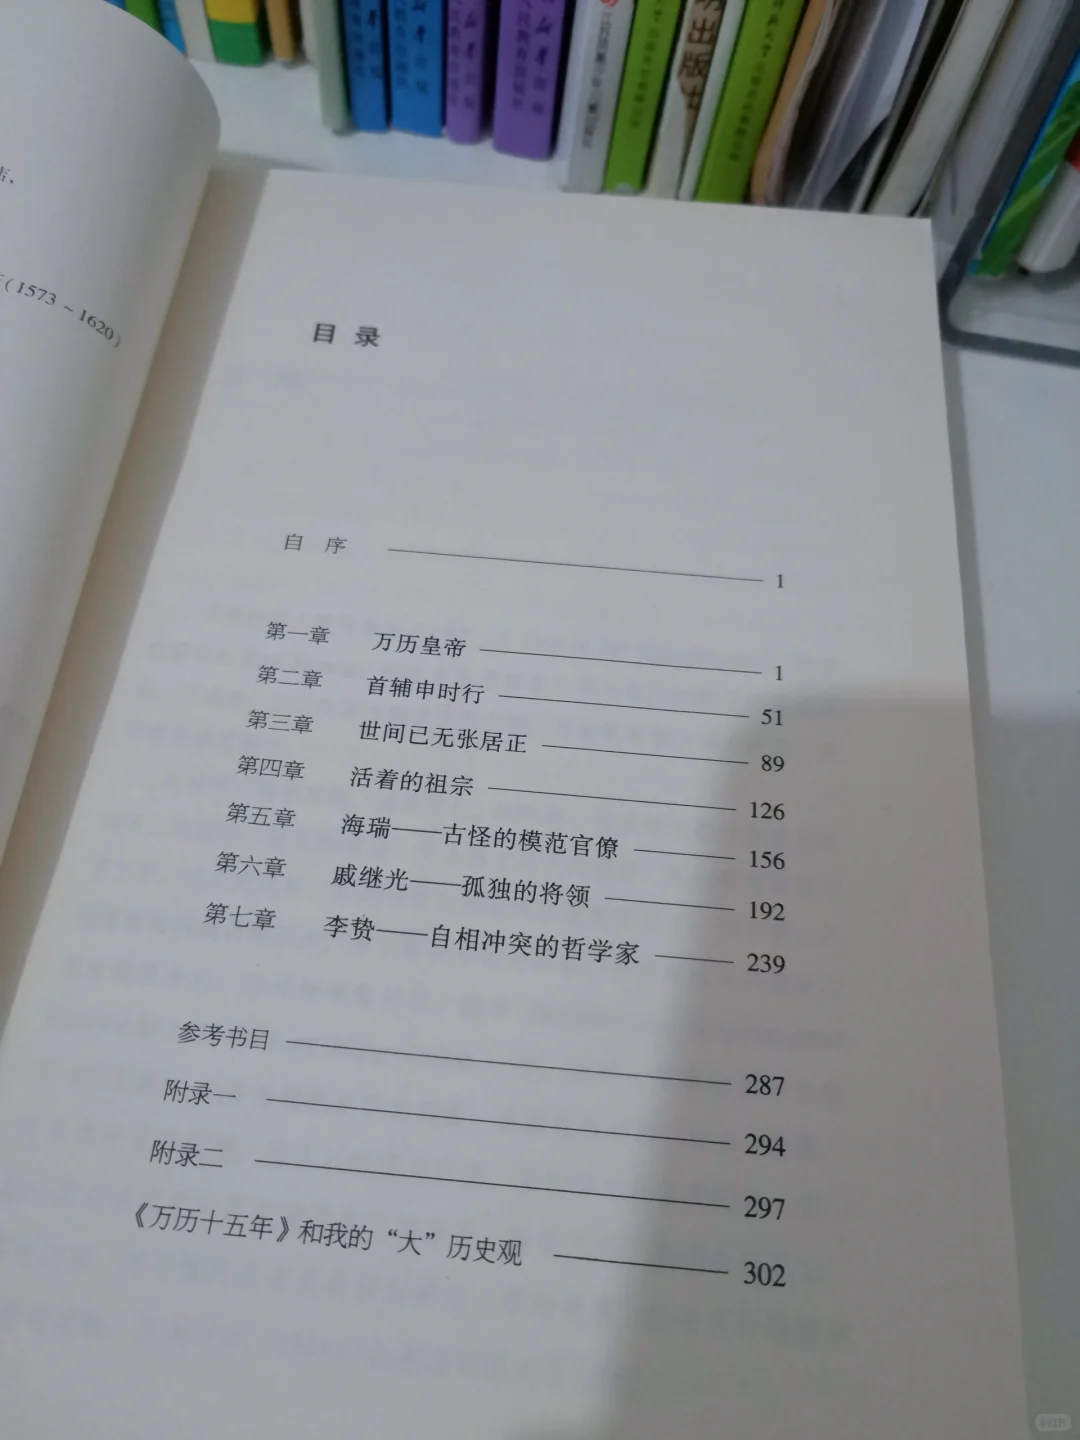 出版
(1573 ~ 1620)
目 录
自 序 1
第一章 万历皇帝 1
第二章 首辅申时行 51
第三章 世间已无张居正 89
第四章 活着的祖宗 126
第五章 海瑞——古怪的模范官僚 156
第六章 戚继光——孤独的将领 192
第七章 李贽——自相冲突的哲学家 239
参考书目 287
附录一 294
附录二 297
《万历十五年》和我的“大”历史观 302